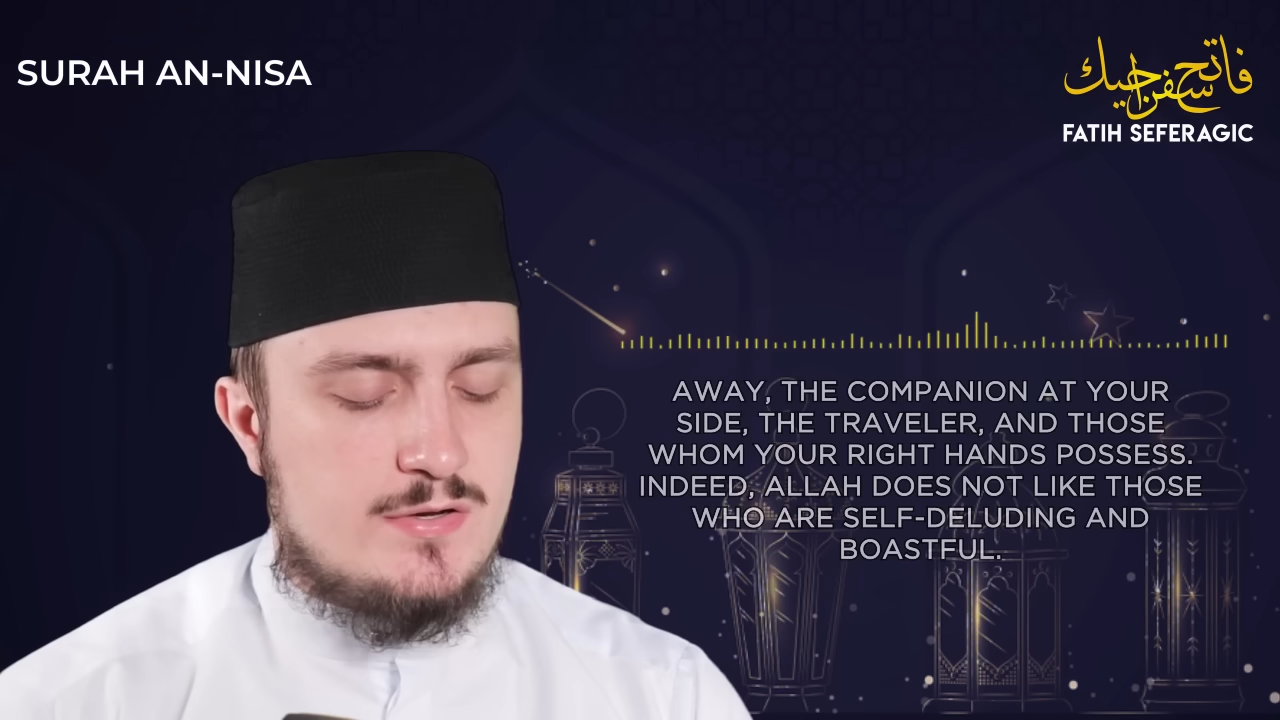 SURAH AN-NISA
فاتح سفرجيك
FATIH SEFERAGIC
AWAY, THE COMPANION AT YOUR
SIDE, THE TRAVELER, AND THOSE
WHOM YOUR RIGHT HANDS POSSESS.
INDEED, ALLAH DOES NOT LIKE THOSE
WHO ARE SELF-DELUDING AND
BOASTFUL.